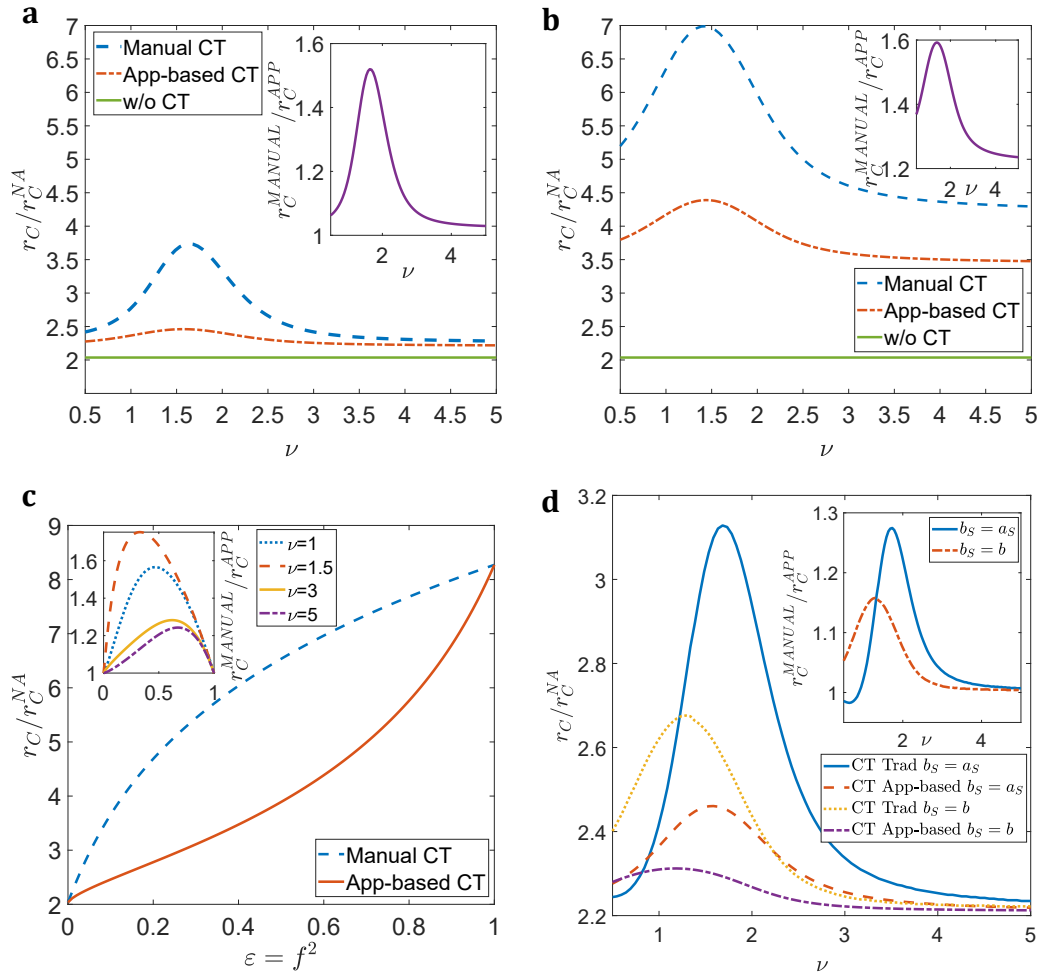 a
7
6.5
6
5.5
5
4.5
4
3.5
3
2.5
2
0.5 1 1.5 2 2.5 3 3.5 4 4.5 5
ν
r_C/r_C^{NA}
Manual CT
App-based CT
w/o CT
1.6
1.4
1.2
1
2 4
ν
r_C^{MANUAL}/r_C^{APP}
b
7
6.5
6
5.5
5
4.5
4
3.5
3
2.5
2
0.5 1 1.5 2 2.5 3 3.5 4 4.5 5
ν
r_C/r_C^{NA}
1.6
1.4
1.2
2 ν 4
r_C^{MANUAL}/r_C^{APP}
Manual CT
App-based CT
w/o CT
c
9
8
7
6
5
4
3
2
0 0.2 0.4 0.6 0.8 1
ε = f^2
r_C/r_C^{NA}
1.6
1.4
1.2
1
0 0.5 1
r_C^{MANUAL}/r_C^{APP}
ν=1
ν=1.5
ν=3
ν=5
Manual CT
App-based CT
d
3.2
3
2.8
2.6
2.4
2.2
1 2 3 4 5
ν
r_C/r_C^{NA}
1.3
1.2
1.1
1
2 ν 4
r_C^{MANUAL}/r_C^{APP}
b_S = a_S
b_S = b
CT Trad b_S = a_S
CT App-based b_S = a_S
CT Trad b_S = b
CT App-based b_S = b